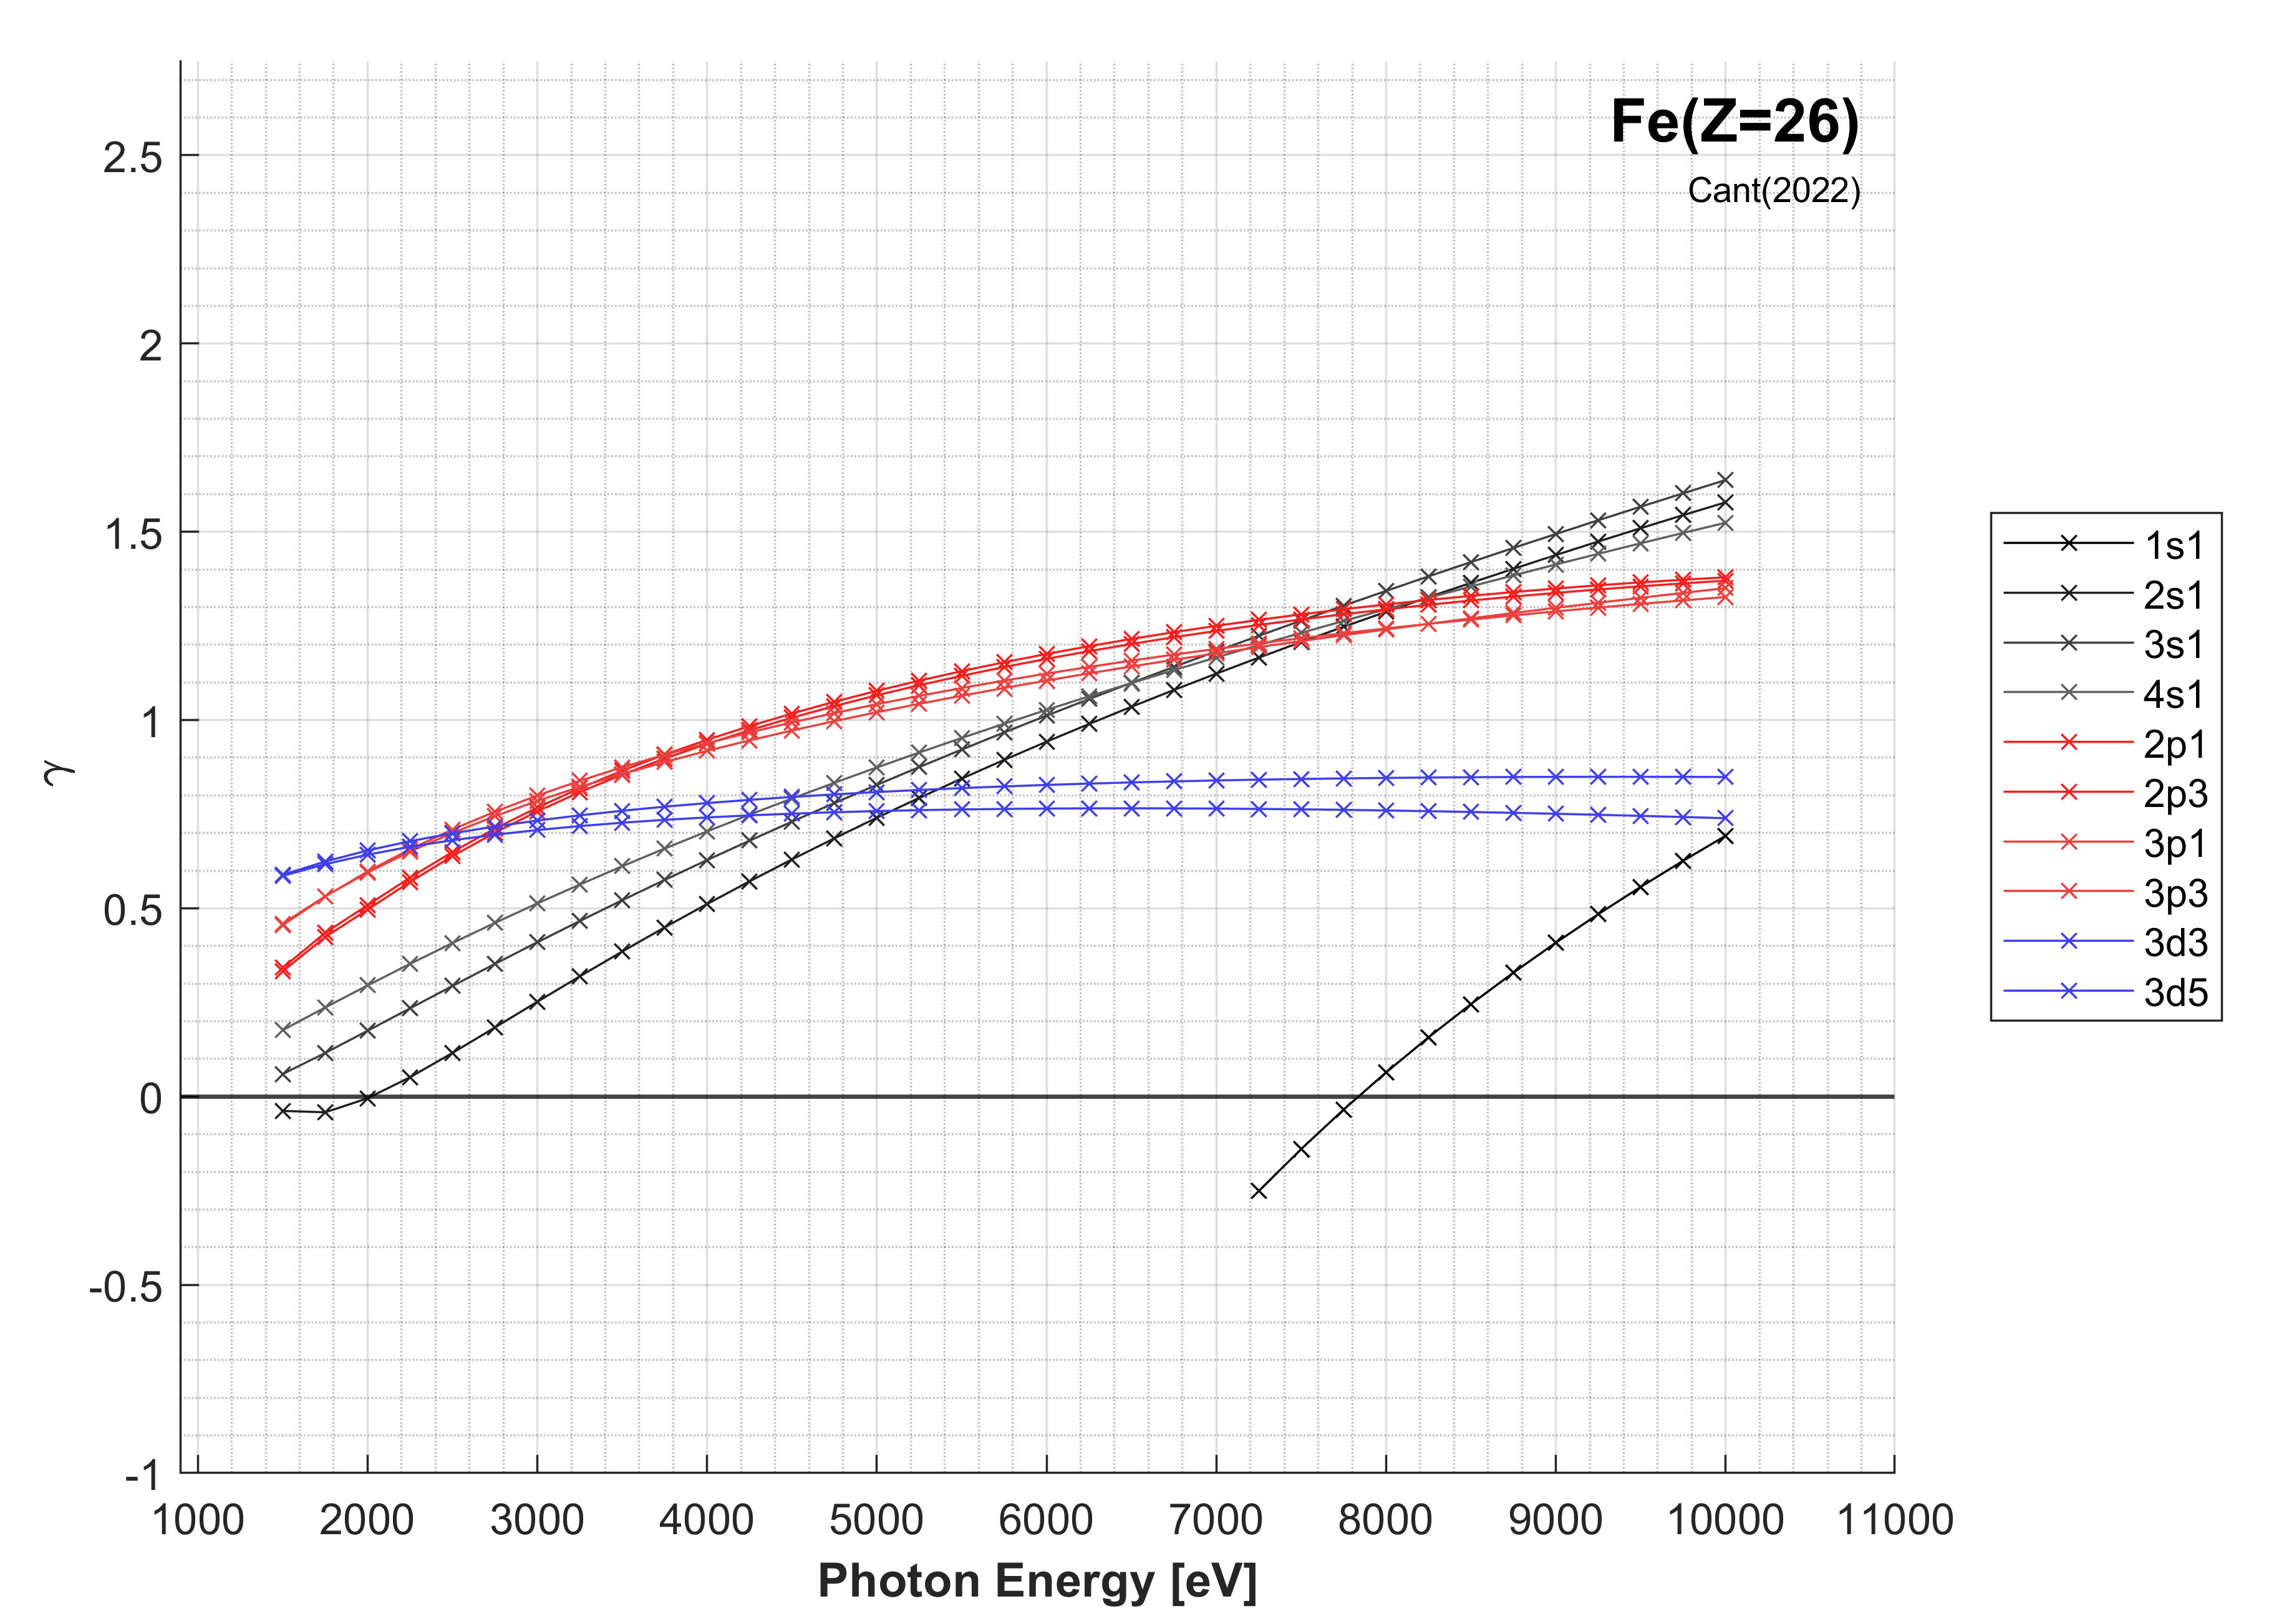 Fe(Z=26)
Cant(2022)
2.5
2
1.5
1
0.5
0
-0.5
-1
γ
1000 2000 3000 4000 5000 6000 7000 8000 9000 10000 11000
Photon Energy [eV]
1s1
2s1
3s1
4s1
2p1
2p3
3p1
3p3
3d3
3d5